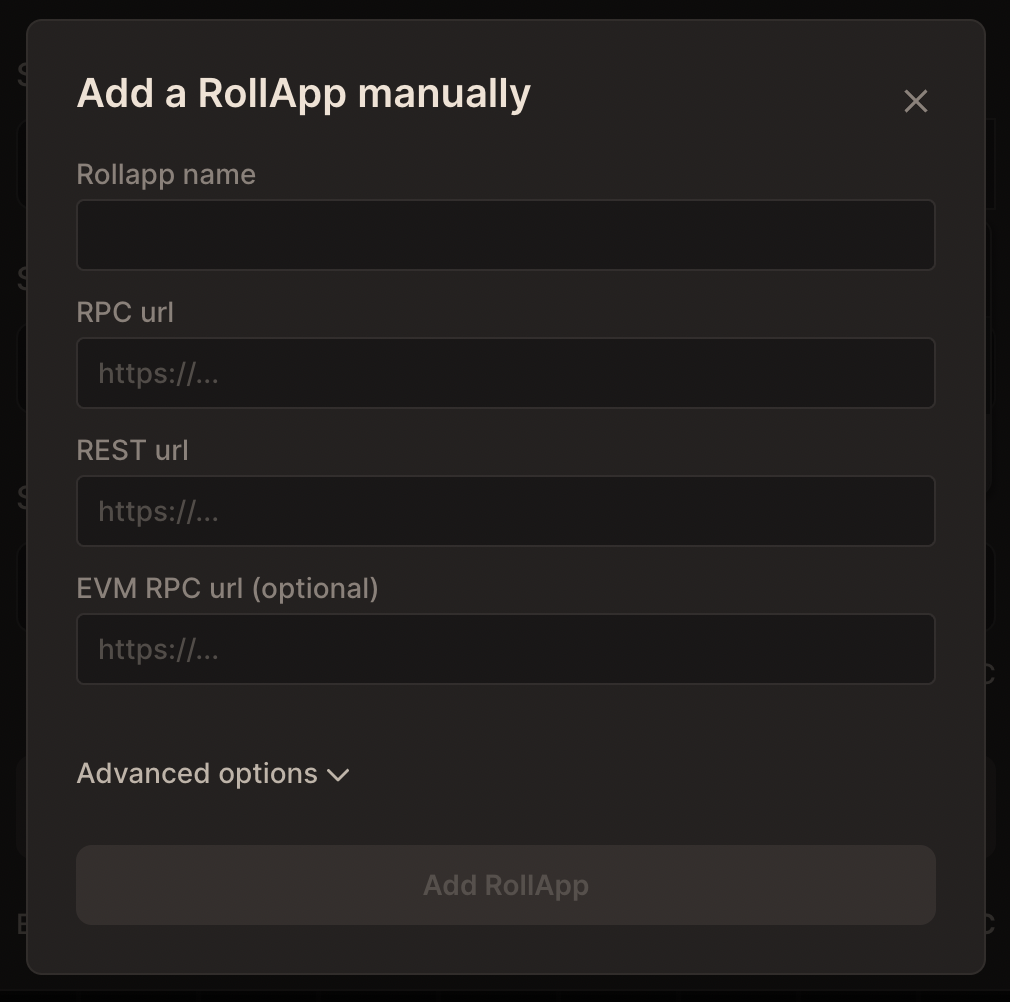 Add a RollApp manually
Rollapp name
RPC url
https://...
REST url
https://...
EVM RPC url (optional)
https://...
Advanced options
Add RollApp